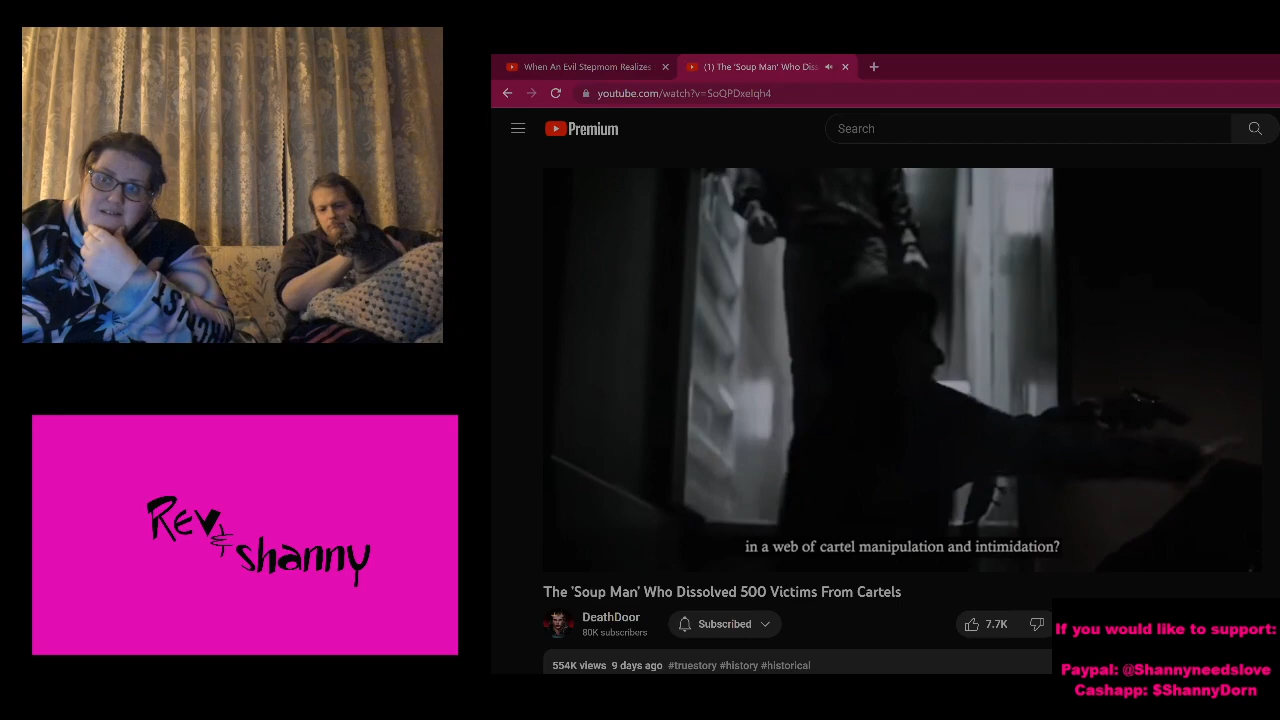 When An Evil Stepmom Realizes
(1) The 'Soup Man' Who Diss
youtube.com/watch?v=SoQPDxeIqh4
Premium
Search
in a web of cartel manipulation and intimidation?
The 'Soup Man' Who Dissolved 500 Victims From Cartels
DeathDoor
80K subscribers
Subscribed
7.7K
554K views 9 days ago #truestory #history #historical
Rev
&
shanny
If you would like to support:
Paypal: @Shannyneedslove
Cashapp: $ShannyDorn